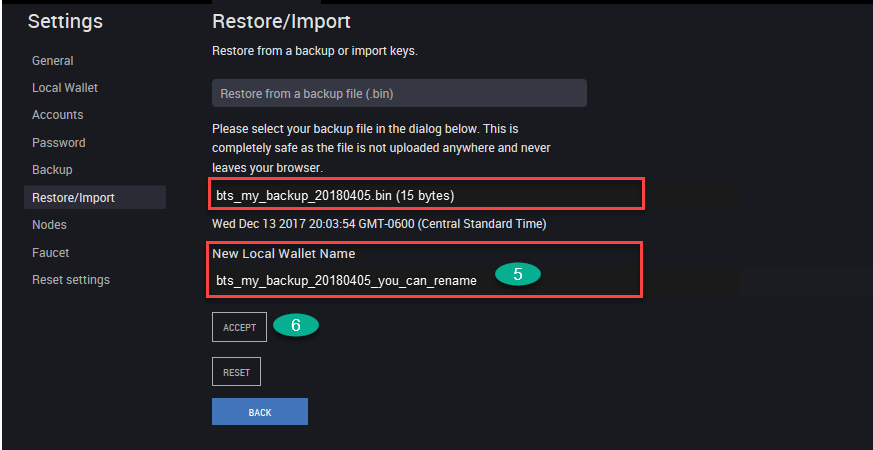 Settings
General
Local Wallet
Accounts
Password
Backup
Restore/Import
Nodes
Faucet
Reset settings
Restore/Import
Restore from a backup or import keys.
Restore from a backup file (.bin)
Please select your backup file in the dialog below. This is
completely safe as the file is not uploaded anywhere and never
leaves your browser.
bts_my_backup_20180405.bin (15 bytes)
Wed Dec 13 2017 20:03:54 GMT-0600 (Central Standard Time)
New Local Wallet Name
bts_my_backup_20180405_you_can_rename
5
ACCEPT
6
RESET
BACK